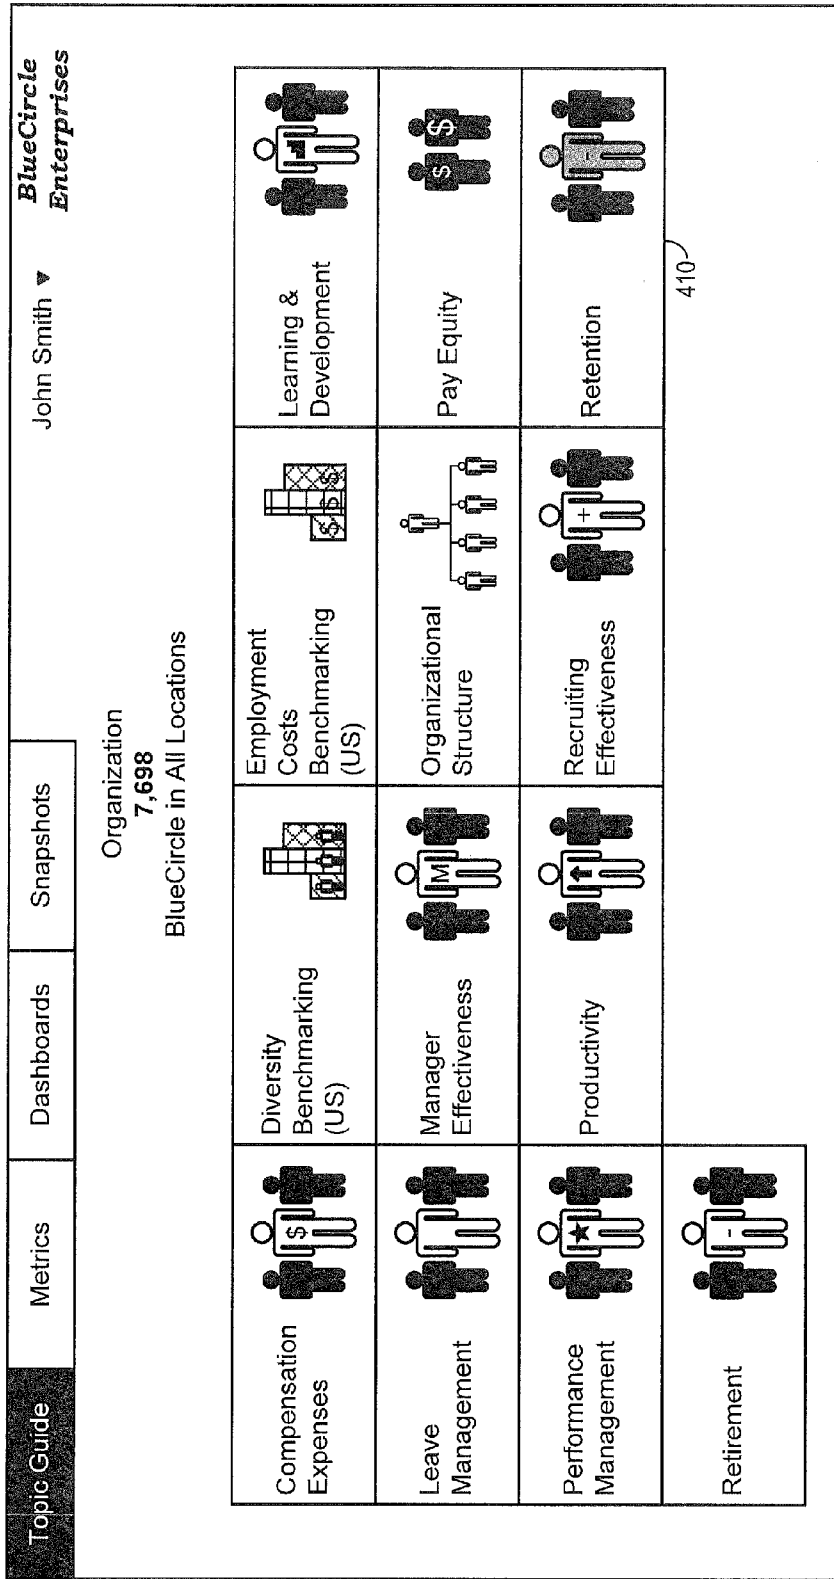 Topic Guide
Metrics
Dashboards
Snapshots
John Smith ▼
BlueCircle
Enterprises
Organization
7,698
BlueCircle in All Locations
Compensation
Expenses
$
Diversity
Benchmarking
(US)
Employment
Costs
Benchmarking
(US)
$ $ $
Learning &
Development
Leave
Management
Manager
Effectiveness
M
Organizational
Structure
Pay Equity
$ $
Performance
Management
Productivity
Recruiting
Effectiveness
+
Retention
-
Retirement
-
410